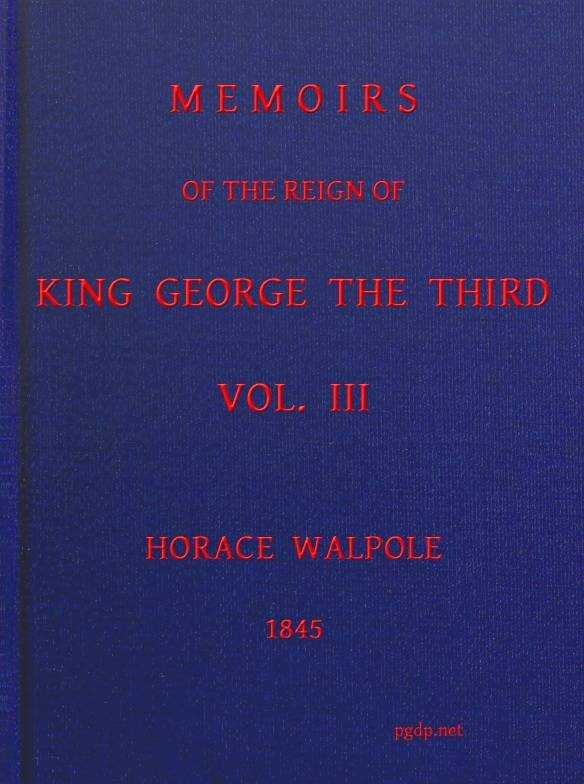 MEMOIRS
OF THE REIGN OF
KING GEORGE THE THIRD
VOL. III
HORACE WALPOLE
1845
pgdp.net